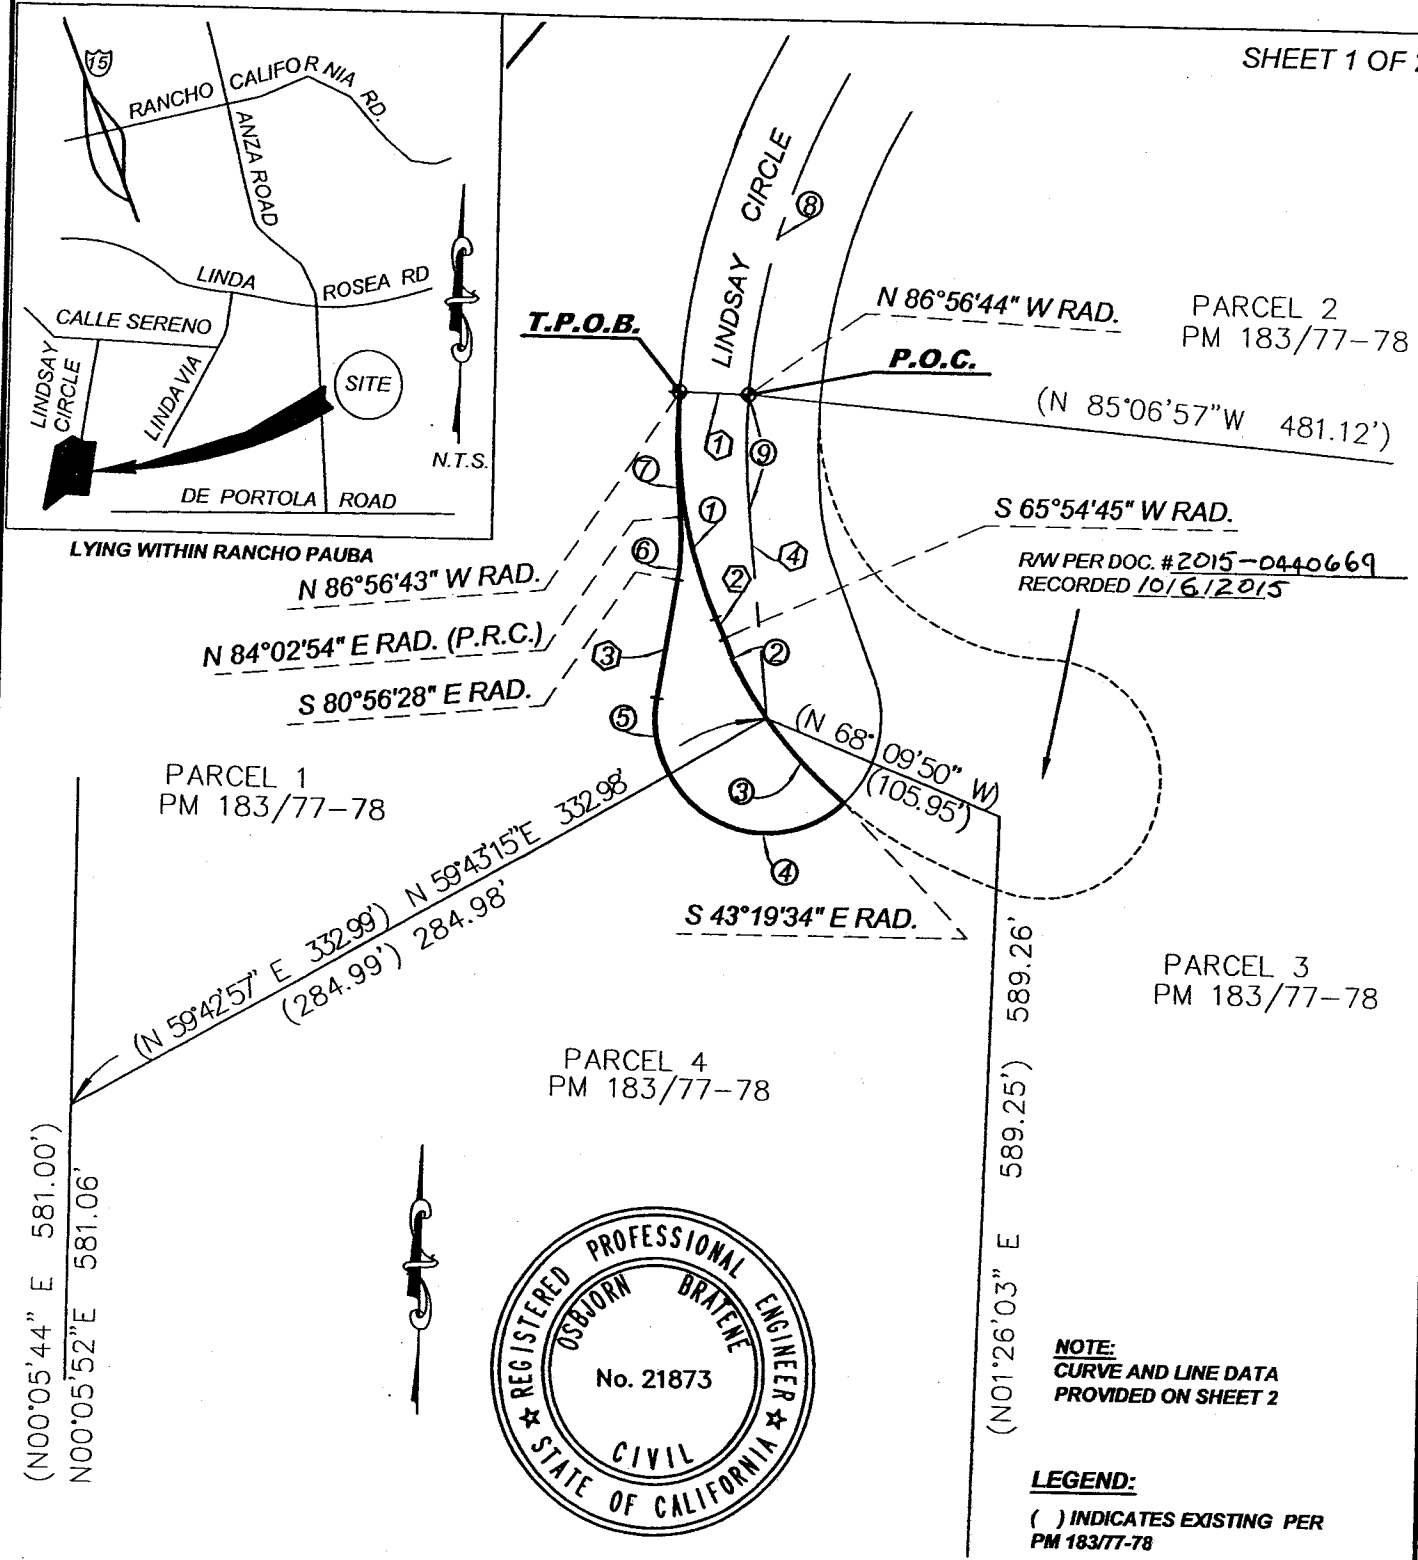 SHEET 1 OF
15
RANCHO CALIFORNIA RD.
ANZA ROAD
LINDA ROSEA RD
CALLE SERENO
LINDSAY
CIRCLE
LINDA VIA
SITE
N.T.S.
DE PORTOLA ROAD
LYING WITHIN RANCHO PAUBA
LINDSAY CIRCLE
8
N 86°56'44" W RAD.
PARCEL 2
PM 183/77-78
T.P.O.B.
P.O.C.
(N 85°06'57"W 481.12')
1
9
7
1
S 65°54'45" W RAD.
6
2
4
R/W PER DOC. #2015-0440669
RECORDED 10/6/2015
N 86°56'43" W RAD.
N 84°02'54" E RAD. (P.R.C.)
3
2
S 80°56'28" E RAD.
5
(N 68°09'50" W)
(105.95')
PARCEL 1
PM 183/77-78
3
4
S 43°19'34" E RAD.
(N 59°42'57" E 332.99') N 59°43'15"E 332.98'
(284.99') 284.98'
PARCEL 3
PM 183/77-78
PARCEL 4
PM 183/77-78
(N00°05'44" E 581.00')
N00°05'52"E 581.06'
(N01°26'03" E 589.25') 589.26'
REGISTERED PROFESSIONAL ENGINEER
OSBJORN BRATENE
No. 21873
CIVIL
STATE OF CALIFORNIA
NOTE:
CURVE AND LINE DATA
PROVIDED ON SHEET 2
LEGEND:
( ) INDICATES EXISTING PER
PM 183/77-78